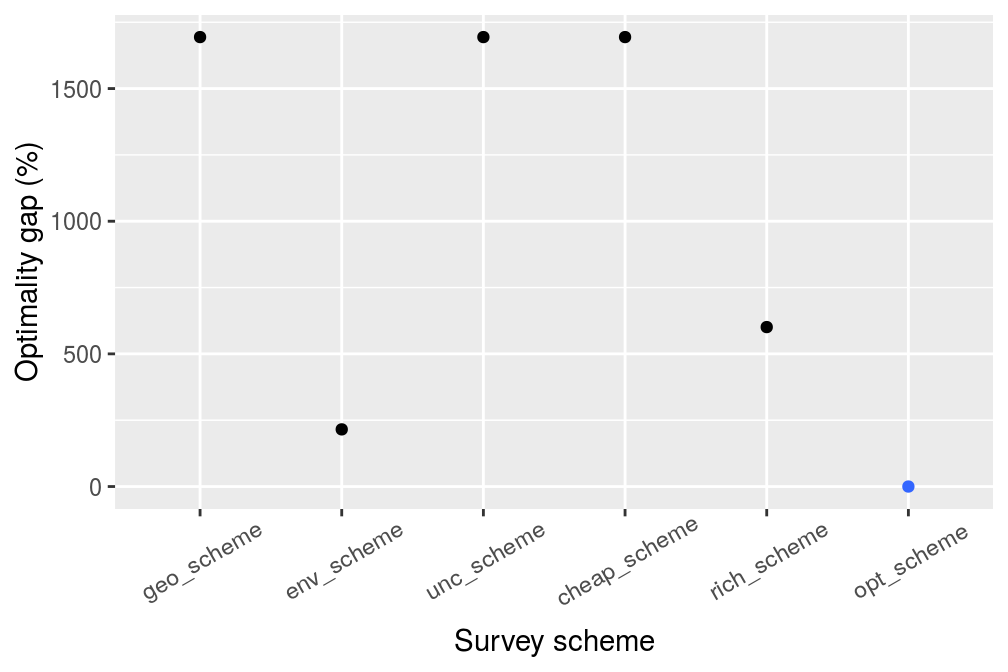 Optimality gap (%)
1500
1000
500
0
geo_scheme
env_scheme
unc_scheme
cheap_scheme
rich_scheme
opt_scheme
Survey scheme